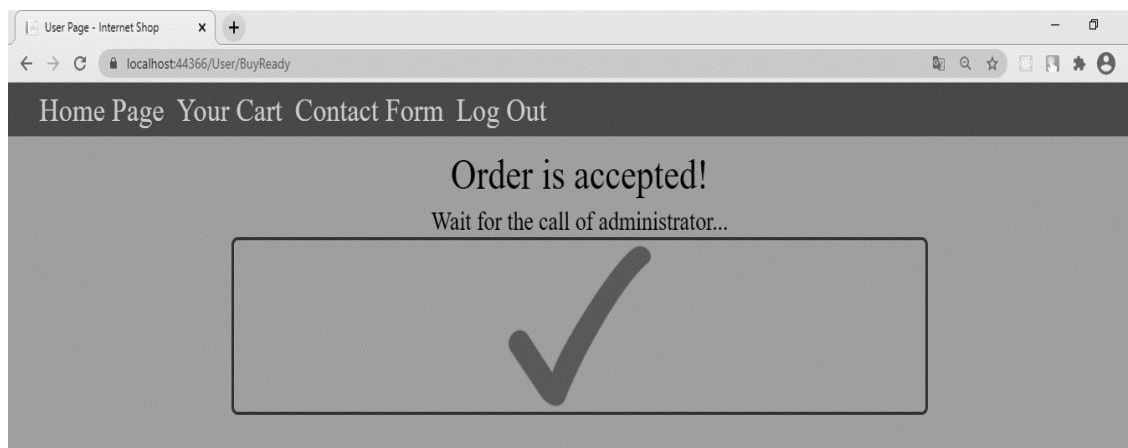 User Page - Internet Shop
localhost:44366/User/BuyReady
Home Page Your Cart Contact Form Log Out
Order is accepted!
Wait for the call of administrator...